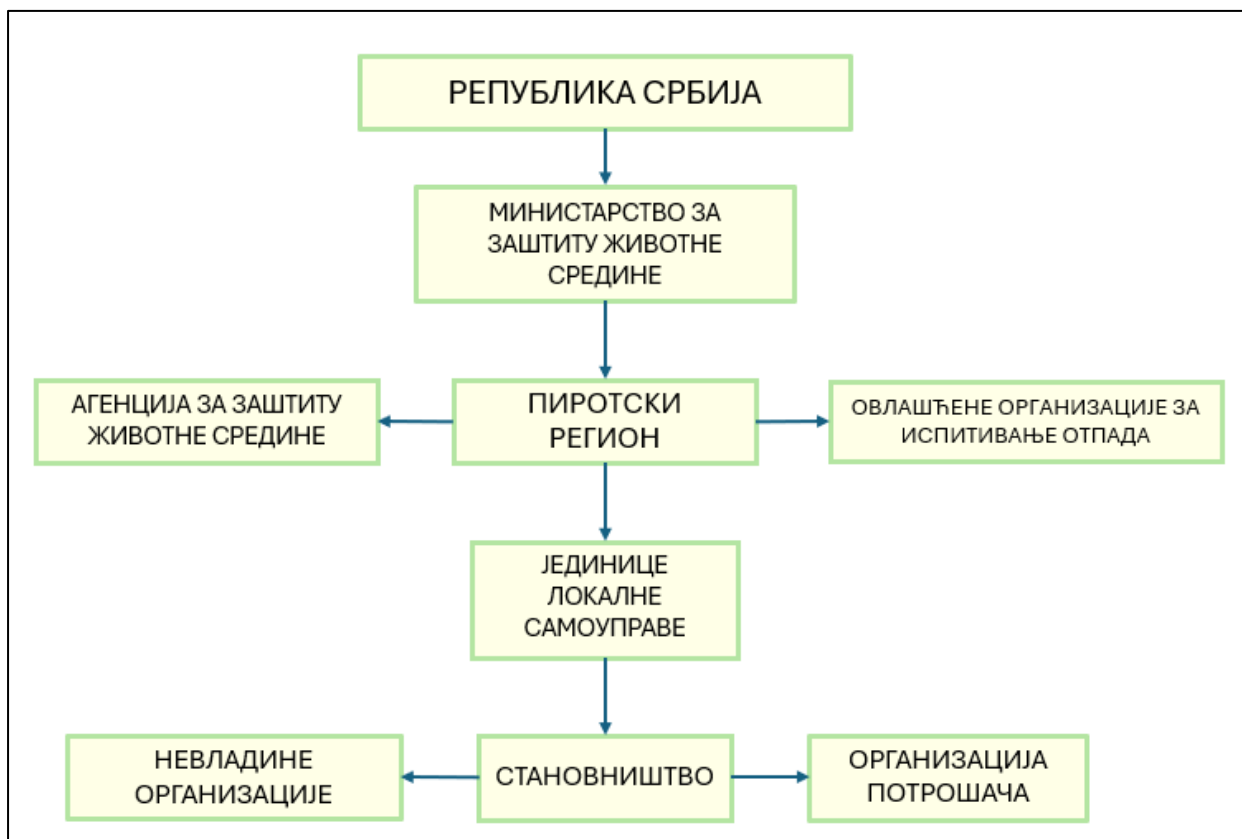 РЕПУБЛИКА СРБИЈА
МИНИСТАРСТВО ЗА
ЗАШТИТУ ЖИВОТНЕ
СРЕДИНЕ
АГЕНЦИЈА ЗА ЗАШТИТУ
ЖИВОТНЕ СРЕДИНЕ
ПИРОТСКИ
РЕГИОН
ОВЛАШЋЕНЕ ОРГАНИЗАЦИЈЕ ЗА
ИСПИТИВАЊЕ ОТПАДА
ЈЕДИНИЦЕ
ЛОКАЛНЕ
САМОУПРАВЕ
НЕВЛАДИНЕ
ОРГАНИЗАЦИЈЕ
СТАНОВНИШТВО
ОРГАНИЗАЦИЈА
ПОТРОШАЧА